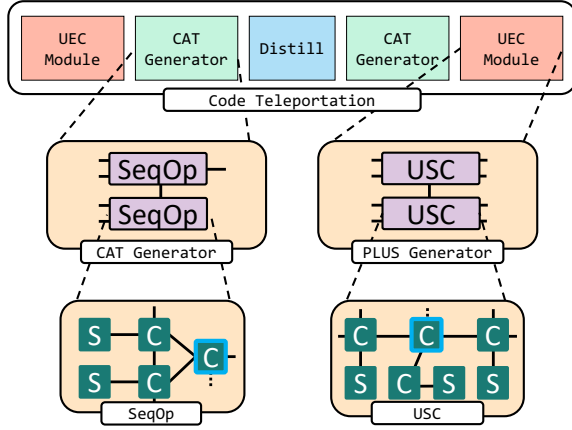 UEC Module
CAT Generator
Distill
CAT Generator
UEC Module
Code Teleportation
SeqOp
SeqOp
CAT Generator
USC
USC
PLUS Generator
S C
C
S C
SeqOp
C C C
S C S S
USC